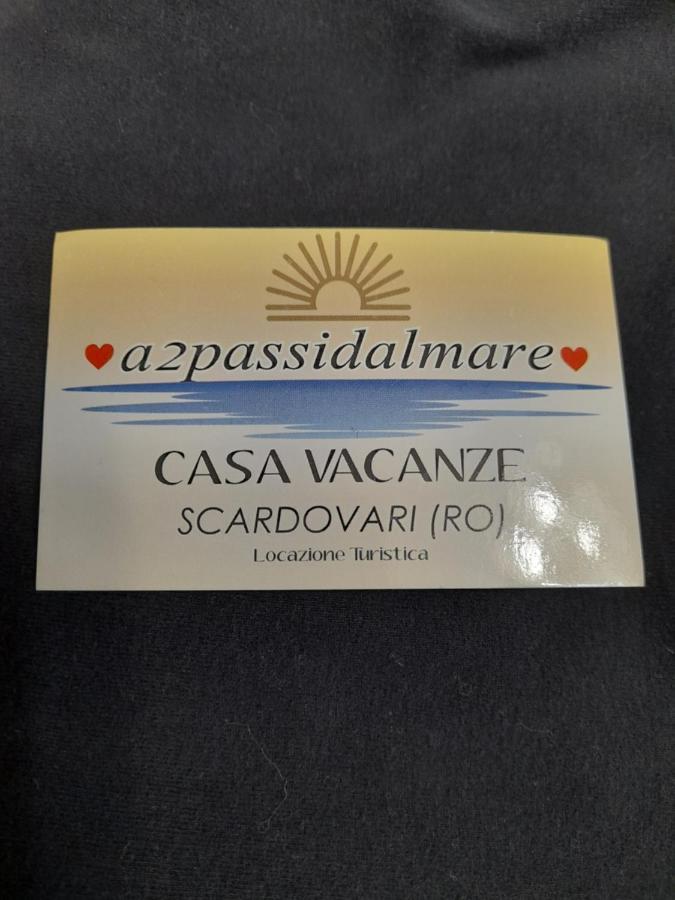 a2passidalmare
CASA VACANZE
SCARDOVARI (RO)
Locazione Turistica